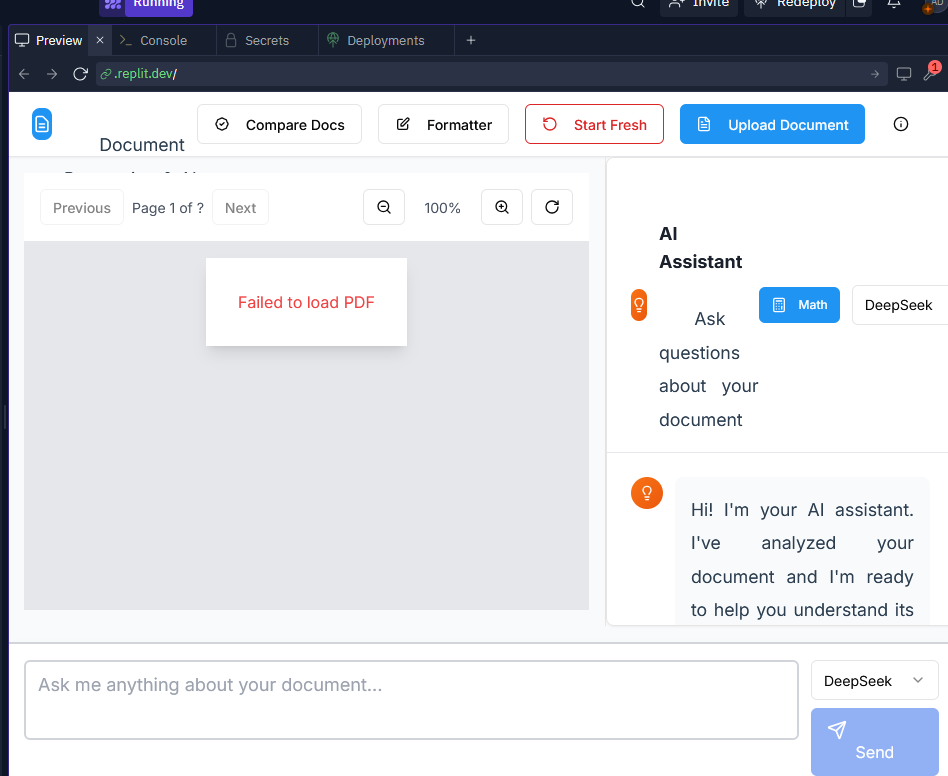 Running
Invite
Redeploy
AD
Preview
Console
Secrets
Deployments
.replit.dev/
1
Document
Compare Docs
Formatter
Start Fresh
Upload Document
Previous
Page 1 of ?
Next
100%
Failed to load PDF
AI
Assistant
Ask
questions
about your
document
Math
DeepSeek
Hi! I'm your AI assistant.
I've analyzed your
document and I'm ready
to help you understand its
Ask me anything about your document...
DeepSeek
Send